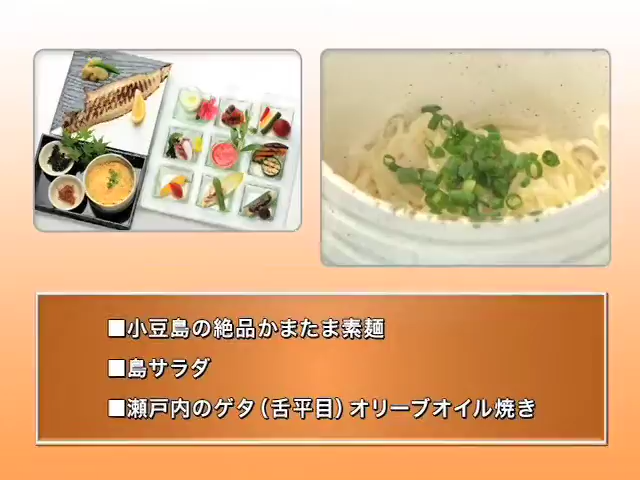 ■小豆島の絶品かまたま素麺
■島サラダ
■瀬戸内のゲタ（舌平目）オリーブオイル焼き